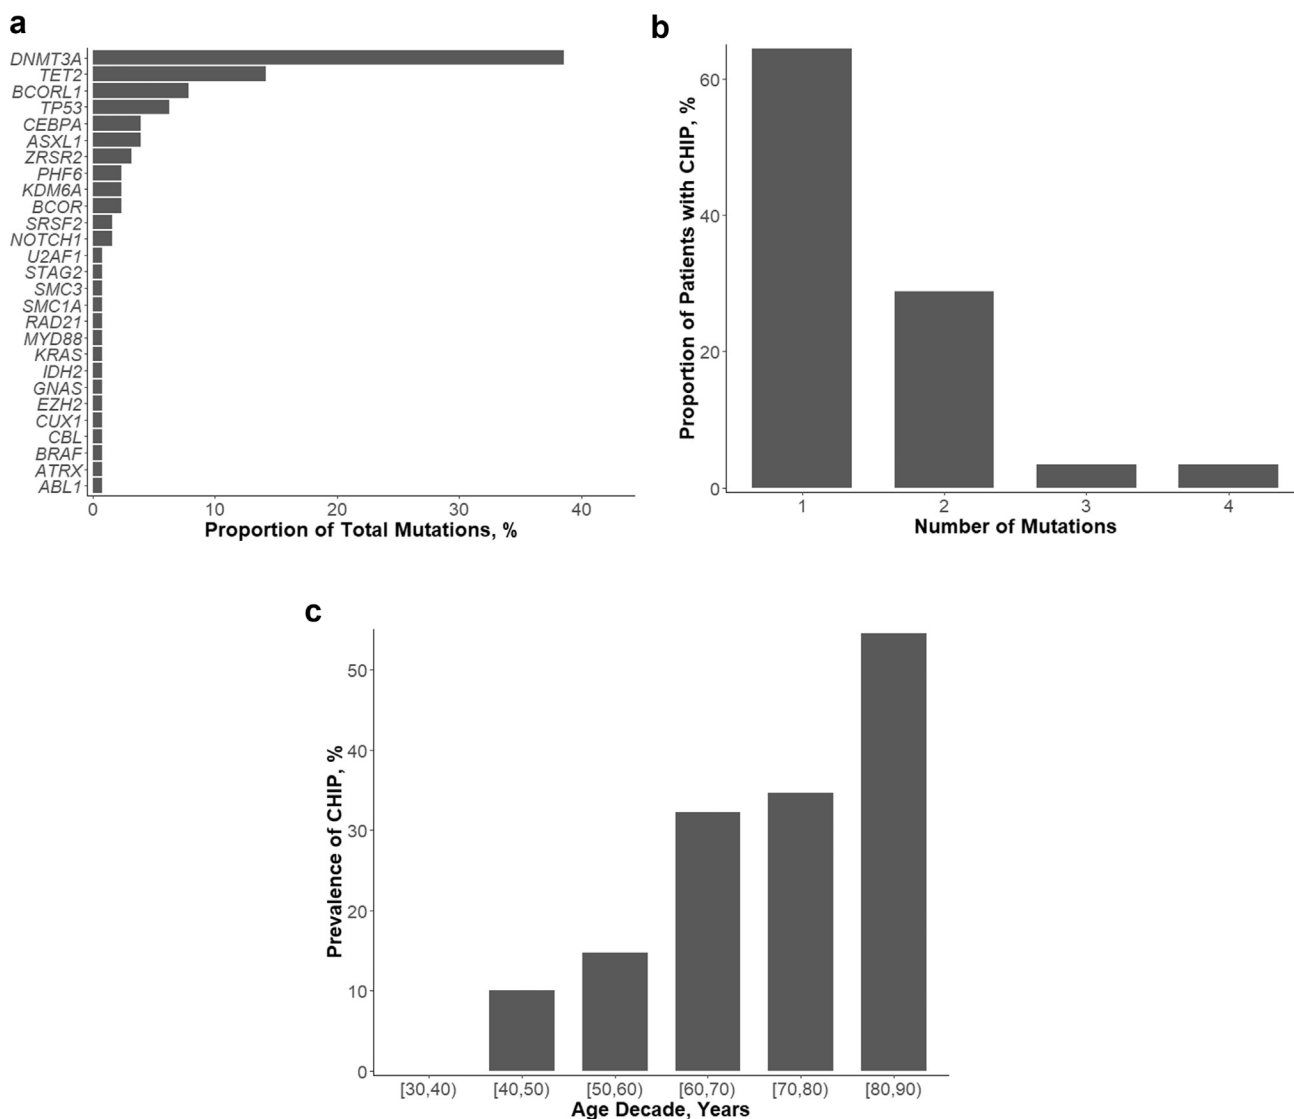 a
DNMT3A
TET2
BCORL1
TP53
CEBPA
ASXL1
ZRSR2
PHF6
KDM6A
BCOR
SRSF2
NOTCH1
U2AF1
STAG2
SMC3
SMC1A
RAD21
MYD88
KRAS
IDH2
GNAS
EZH2
CUX1
CBL
BRAF
ATRX
ABL1
0 10 20 30 40
Proportion of Total Mutations, %
b
Proportion of Patients with CHIP, %
60
40
20
0
1 2 3 4
Number of Mutations
c
Prevalence of CHIP, %
50
40
30
20
10
0
[30,40) [40,50) [50,60) [60,70) [70,80) [80,90)
Age Decade, Years